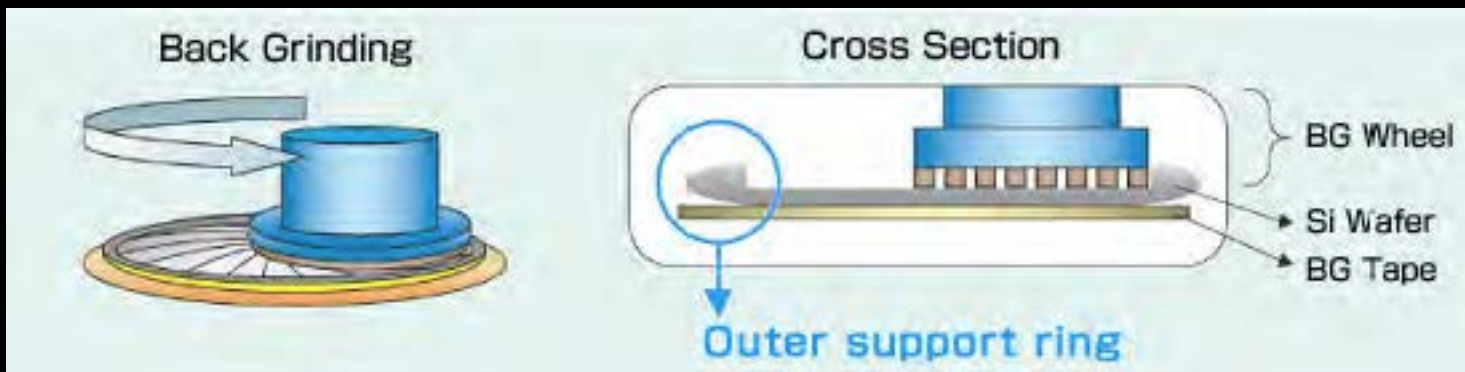 Back Grinding
Cross Section
BG Wheel
Si Wafer
BG Tape
Outer support ring